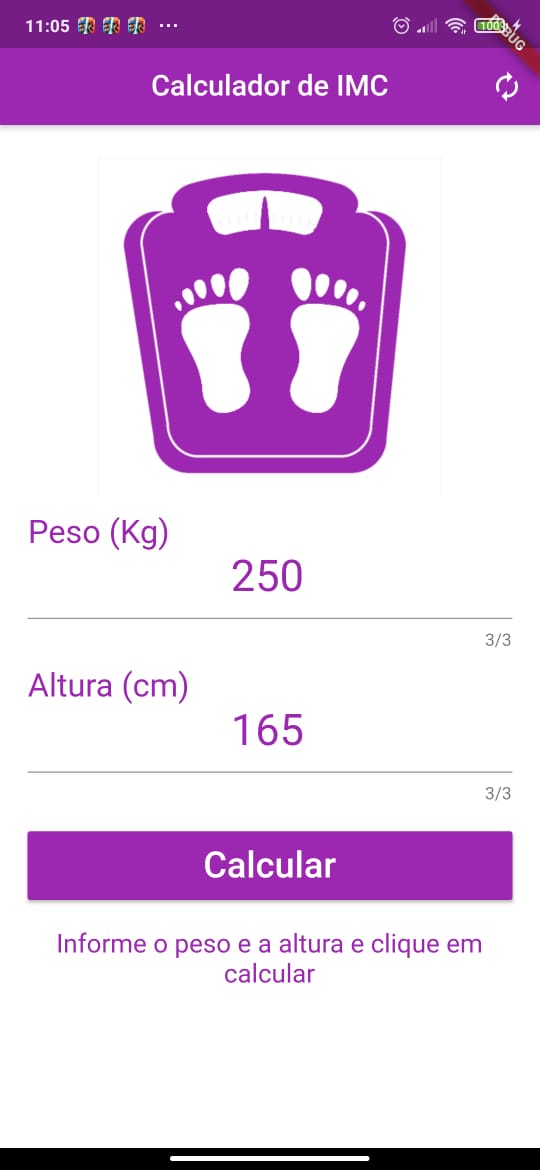 11:05 ...
100
DEBUG
Calculador de IMC
Peso (Kg)
250
3/3
Altura (cm)
165
3/3
Calcular
Informe o peso e a altura e clique em
calcular